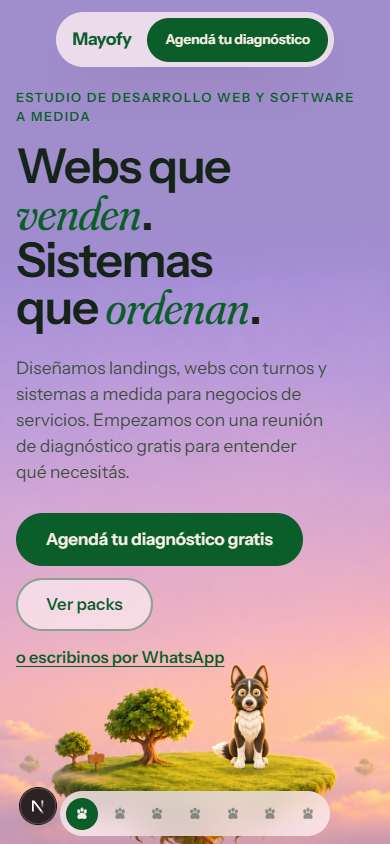 Mayofy
Agendá tu diagnóstico
ESTUDIO DE DESARROLLO WEB Y SOFTWARE
A MEDIDA
Webs que
venden.
Sistemas
que ordenan.
Diseñamos landings, webs con turnos y
sistemas a medida para negocios de
servicios. Empezamos con una reunión
de diagnóstico gratis para entender
qué necesitás.
Agendá tu diagnóstico gratis
Ver packs
o escribinos por WhatsApp
N